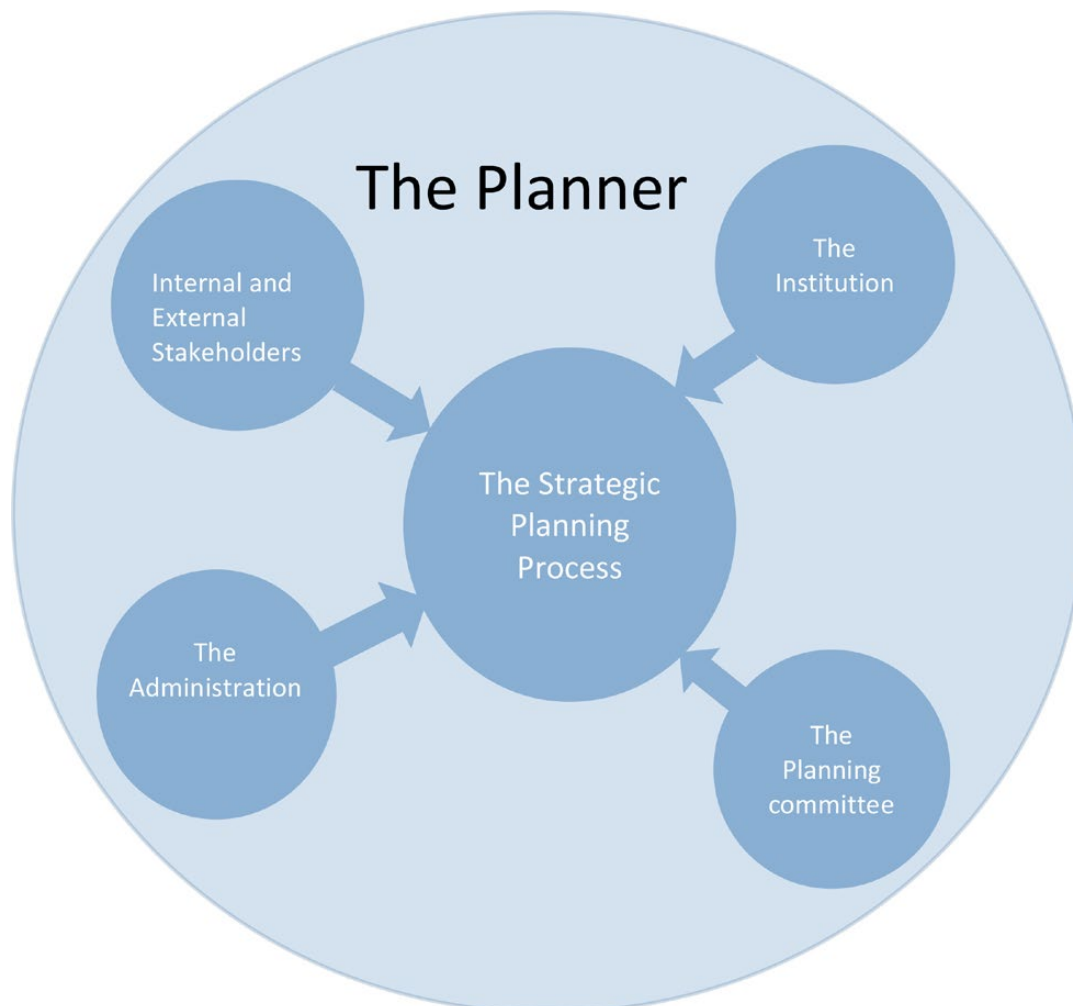 The Planner
Internal and
External
Stakeholders
The
Institution
The Strategic
Planning
Process
The
Administration
The
Planning
committee